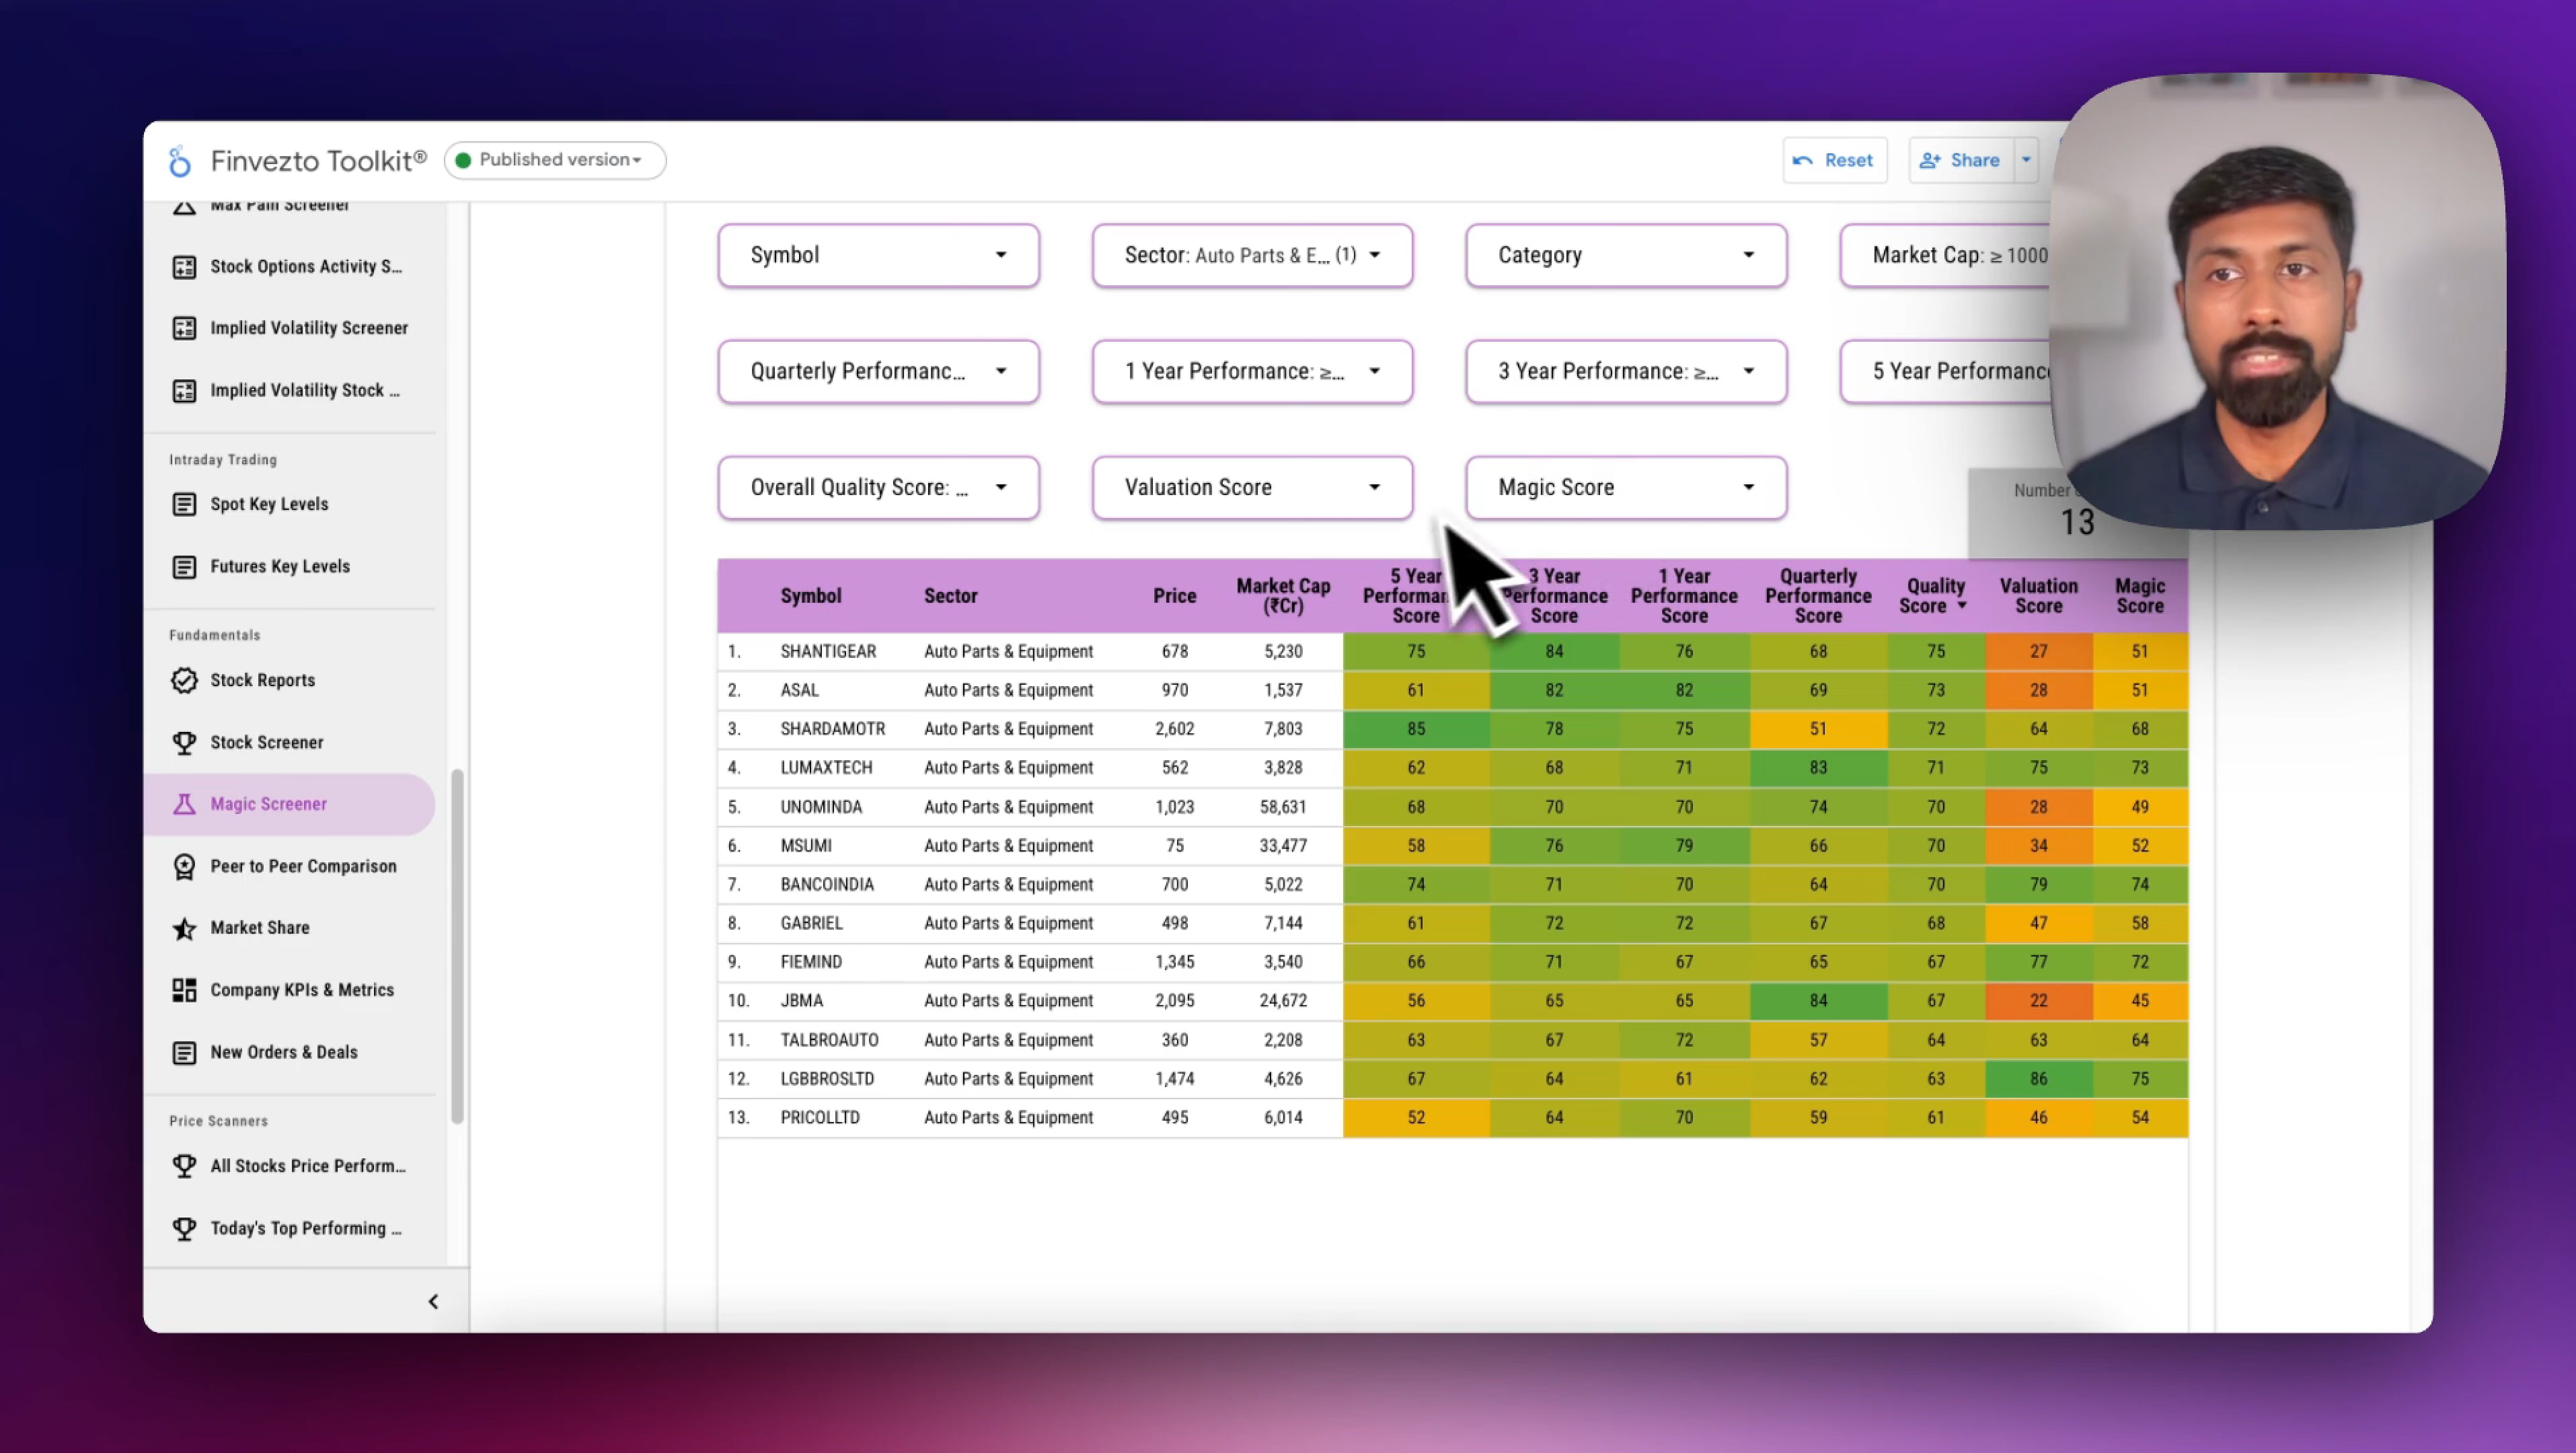 Finvezto Toolkit®
Published version
Reset
Share
Max Pain Screener
Stock Options Activity S...
Implied Volatility Screener
Implied Volatility Stock ...
Intraday Trading
Spot Key Levels
Futures Key Levels
Fundamentals
Stock Reports
Stock Screener
Magic Screener
Peer to Peer Comparison
Market Share
Company KPIs & Metrics
New Orders & Deals
Price Scanners
All Stocks Price Perform...
Today's Top Performing ...
Symbol
Sector: Auto Parts & E... (1)
Category
Market Cap: ≥ 1000
Quarterly Performanc...
1 Year Performance: ≥...
3 Year Performance: ≥...
5 Year Performance
Overall Quality Score: ...
Valuation Score
Magic Score
Number
13
Symbol Sector Price Market Cap (₹Cr) 5 Year Performance Score 3 Year Performance Score 1 Year Performance Score Quarterly Performance Score Quality Score Valuation Score Magic Score
1. SHANTIGEAR Auto Parts & Equipment 678 5,230 75 84 76 68 75 27 51
2. ASAL Auto Parts & Equipment 970 1,537 61 82 82 69 73 28 51
3. SHARDAMOTR Auto Parts & Equipment 2,602 7,803 85 78 75 51 72 64 68
4. LUMAXTECH Auto Parts & Equipment 562 3,828 62 68 71 83 71 75 73
5. UNOMINDA Auto Parts & Equipment 1,023 58,631 68 70 70 74 70 28 49
6. MSUMI Auto Parts & Equipment 75 33,477 58 76 79 66 70 34 52
7. BANCOINDIA Auto Parts & Equipment 700 5,022 74 71 70 64 70 79 74
8. GABRIEL Auto Parts & Equipment 498 7,144 61 72 72 67 68 47 58
9. FIEMIND Auto Parts & Equipment 1,345 3,540 66 71 67 65 67 77 72
10. JBMA Auto Parts & Equipment 2,095 24,672 56 65 65 84 67 22 45
11. TALBROAUTO Auto Parts & Equipment 360 2,208 63 67 72 57 64 63 64
12. LGBBROSLTD Auto Parts & Equipment 1,474 4,626 67 64 61 62 63 86 75
13. PRICOLLTD Auto Parts & Equipment 495 6,014 52 64 70 59 61 46 54